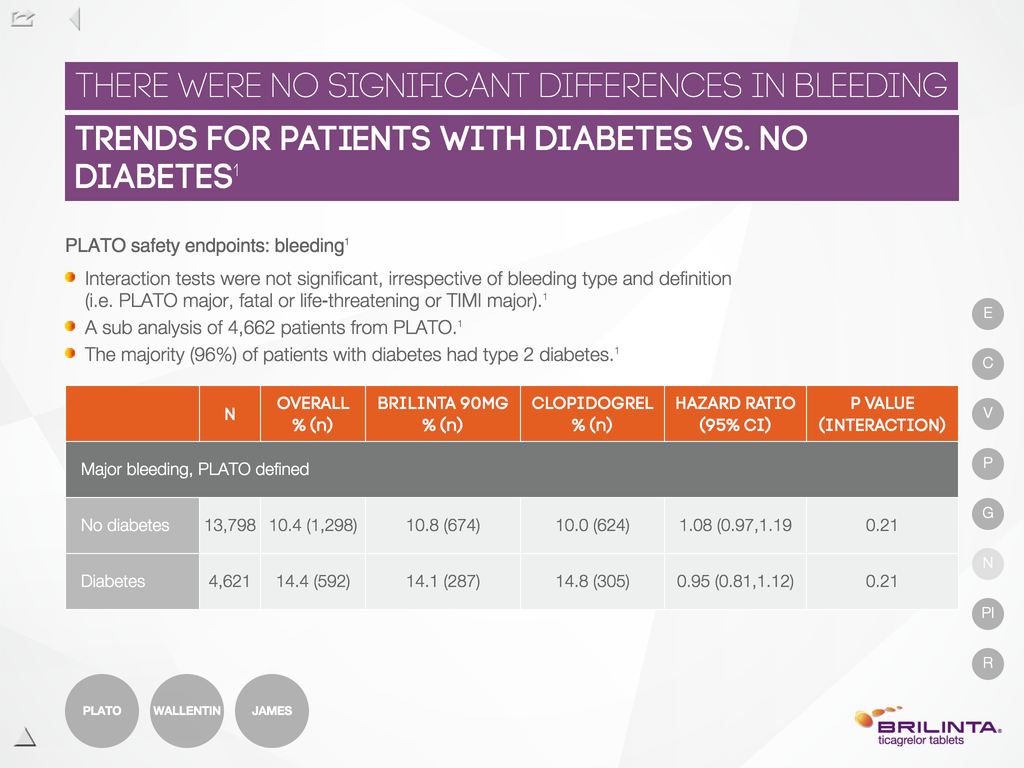 THERE WERE NO SIGNIFICANT DIFFERENCES IN BLEEDING
TRENDS FOR PATIENTS WITH DIABETES VS. NO
DIABETES¹
PLATO safety endpoints: bleeding¹
Interaction tests were not significant, irrespective of bleeding type and definition
(i.e. PLATO major, fatal or life-threatening or TIMI major).¹
A sub analysis of 4,662 patients from PLATO.¹
The majority (96%) of patients with diabetes had type 2 diabetes.¹
N OVERALL % (n) BRILINTA 90MG % (n) CLOPIDOGREL % (n) HAZARD RATIO (95% CI) P VALUE (INTERACTION)
Major bleeding, PLATO defined
No diabetes 13,798 10.4 (1,298) 10.8 (674) 10.0 (624) 1.08 (0.97,1.19 0.21
Diabetes 4,621 14.4 (592) 14.1 (287) 14.8 (305) 0.95 (0.81,1.12) 0.21
E
C
V
P
G
N
PI
R
PLATO WALLENTIN JAMES
BRILINTA®
ticagrelor tablets